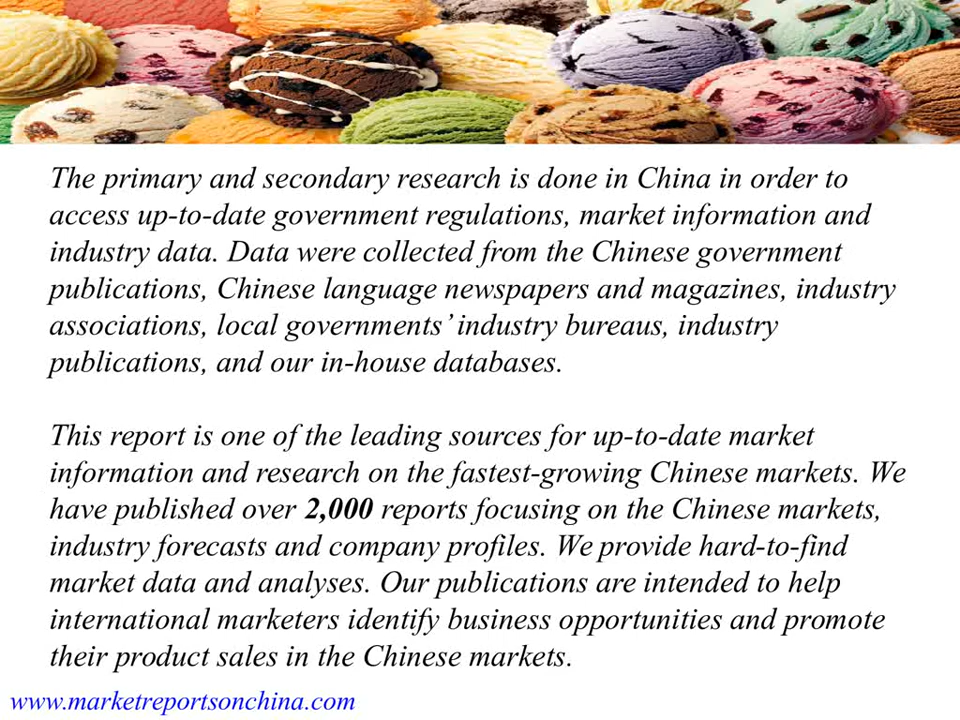 The primary and secondary research is done in China in order to
access up-to-date government regulations, market information and
industry data. Data were collected from the Chinese government
publications, Chinese language newspapers and magazines, industry
associations, local governments’ industry bureaus, industry
publications, and our in-house databases.
This report is one of the leading sources for up-to-date market
information and research on the fastest-growing Chinese markets. We
have published over 2,000 reports focusing on the Chinese markets,
industry forecasts and company profiles. We provide hard-to-find
market data and analyses. Our publications are intended to help
international marketers identify business opportunities and promote
their product sales in the Chinese markets.
www.marketreportsonchina.com